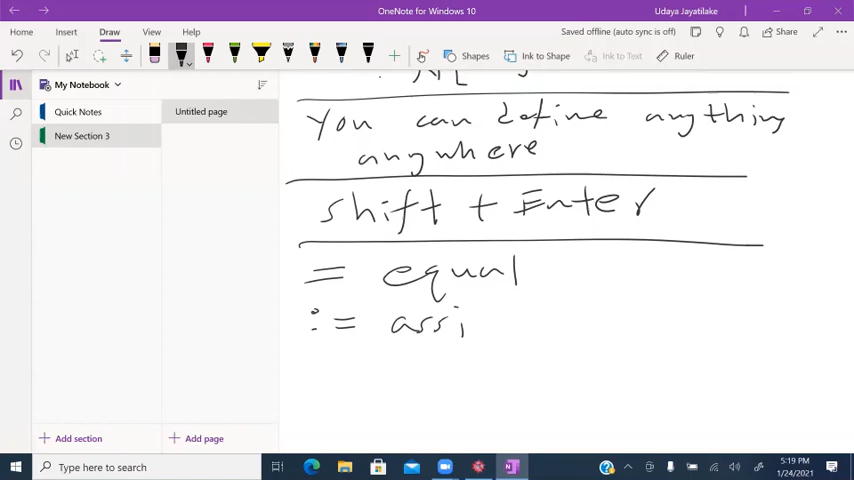 OneNote for Windows 10
Udaya Jayatilake
Home Insert Draw View Help
Saved offline (auto sync is off)
Share
Shapes
Ink to Shape
Ink to Text
Ruler
My Notebook
Quick Notes
Untitled page
New Section 3
You can define anything
anywhere
shift + Enter
= equal
:= assi
Add section
Add page
Type here to search
5:19 PM
1/24/2021